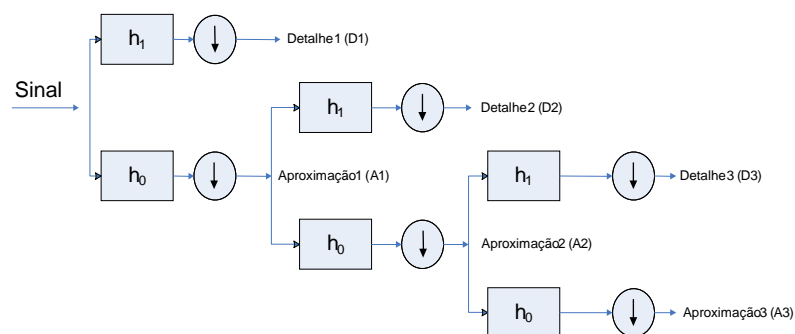 h₁
Detalhe1 (D1)
Sinal
h₁
Detalhe2 (D2)
h₀
Aproximação1 (A1)
h₁
Detalhe3 (D3)
h₀
Aproximação2 (A2)
h₀
Aproximação3 (A3)